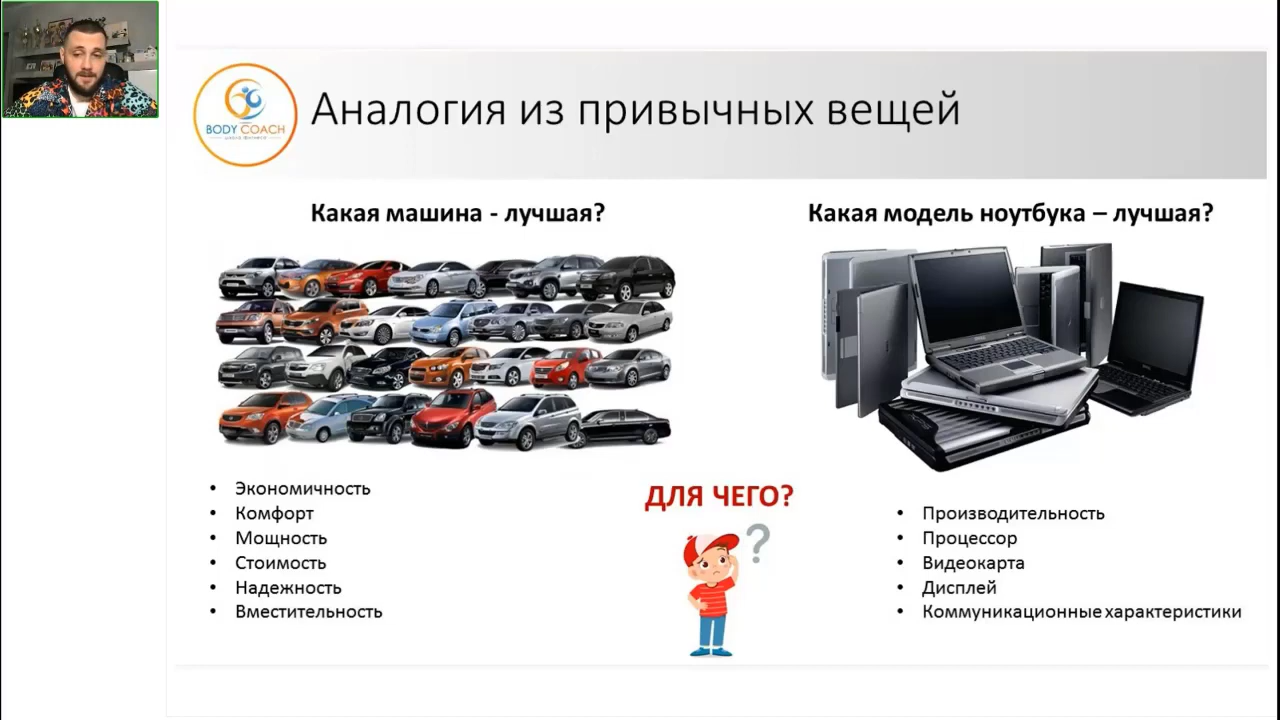 Аналогия из привычных вещей
BODY COACH
Какая машина - лучшая?
Какая модель ноутбука – лучшая?
• Экономичность
• Комфорт
• Мощность
• Стоимость
• Надежность
• Вместительность
ДЛЯ ЧЕГО?
?
• Производительность
• Процессор
• Видеокарта
• Дисплей
• Коммуникационные характеристики